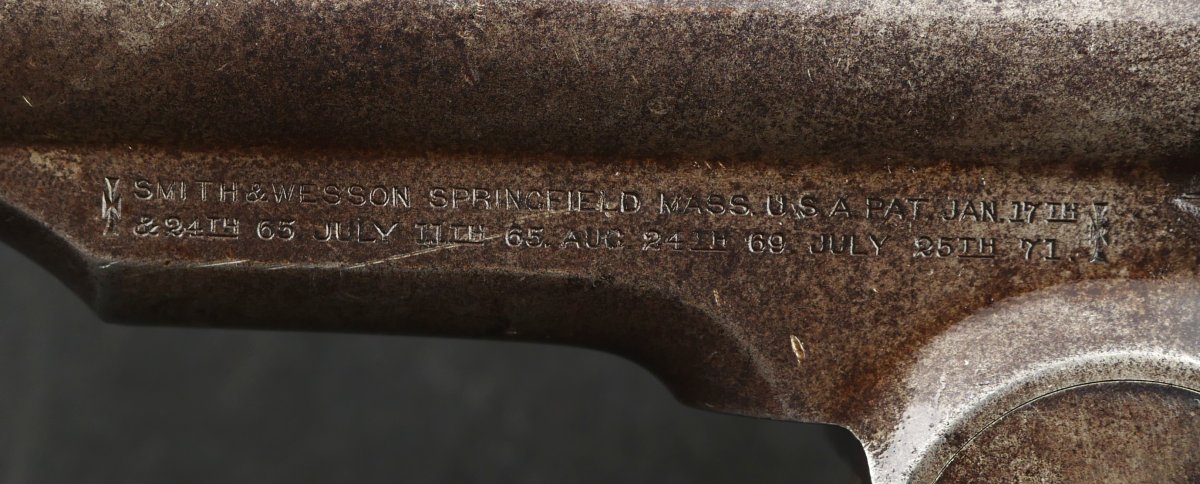 SMITH & WESSON SPRINGFIELD MASS. U.S.A. PAT. JAN. 17TH
& 24TH 65 JULY 11TH 65. AUG 24TH 69. JULY 25TH 71.